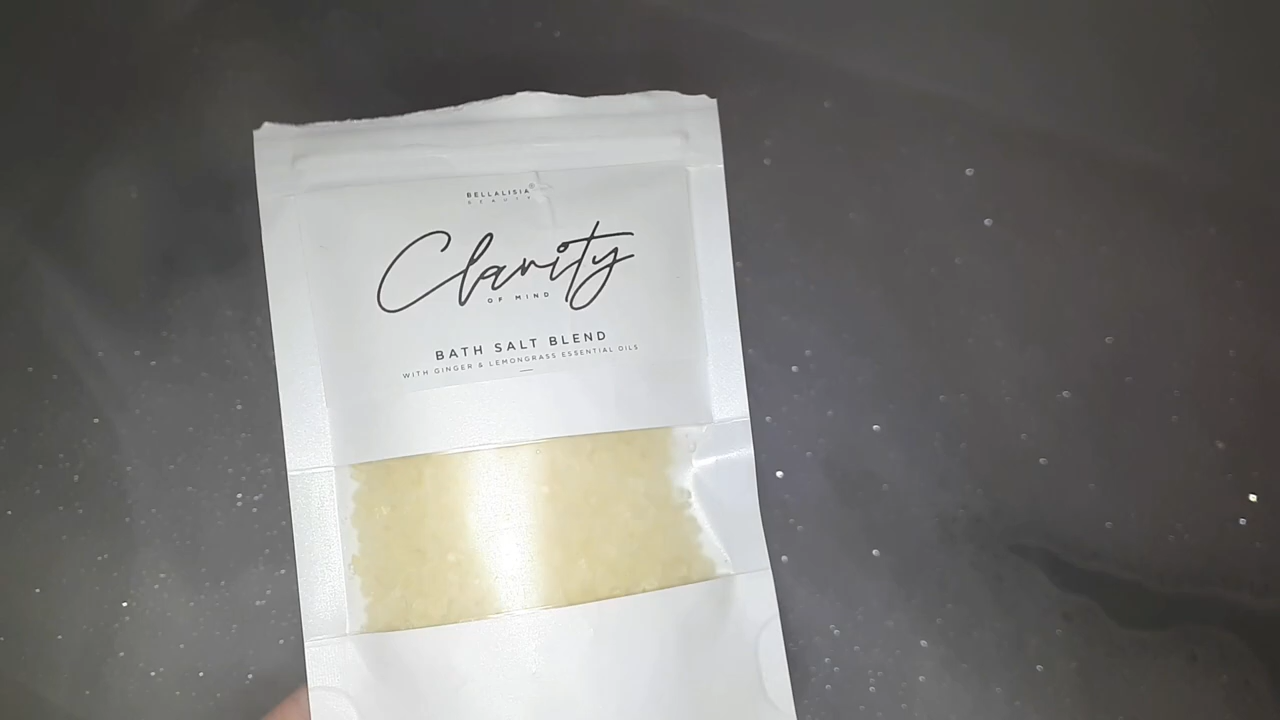 BELLALISIA®
BEAUTY
Clarity
OF MIND
BATH SALT BLEND
WITH GINGER & LEMONGRASS ESSENTIAL OILS